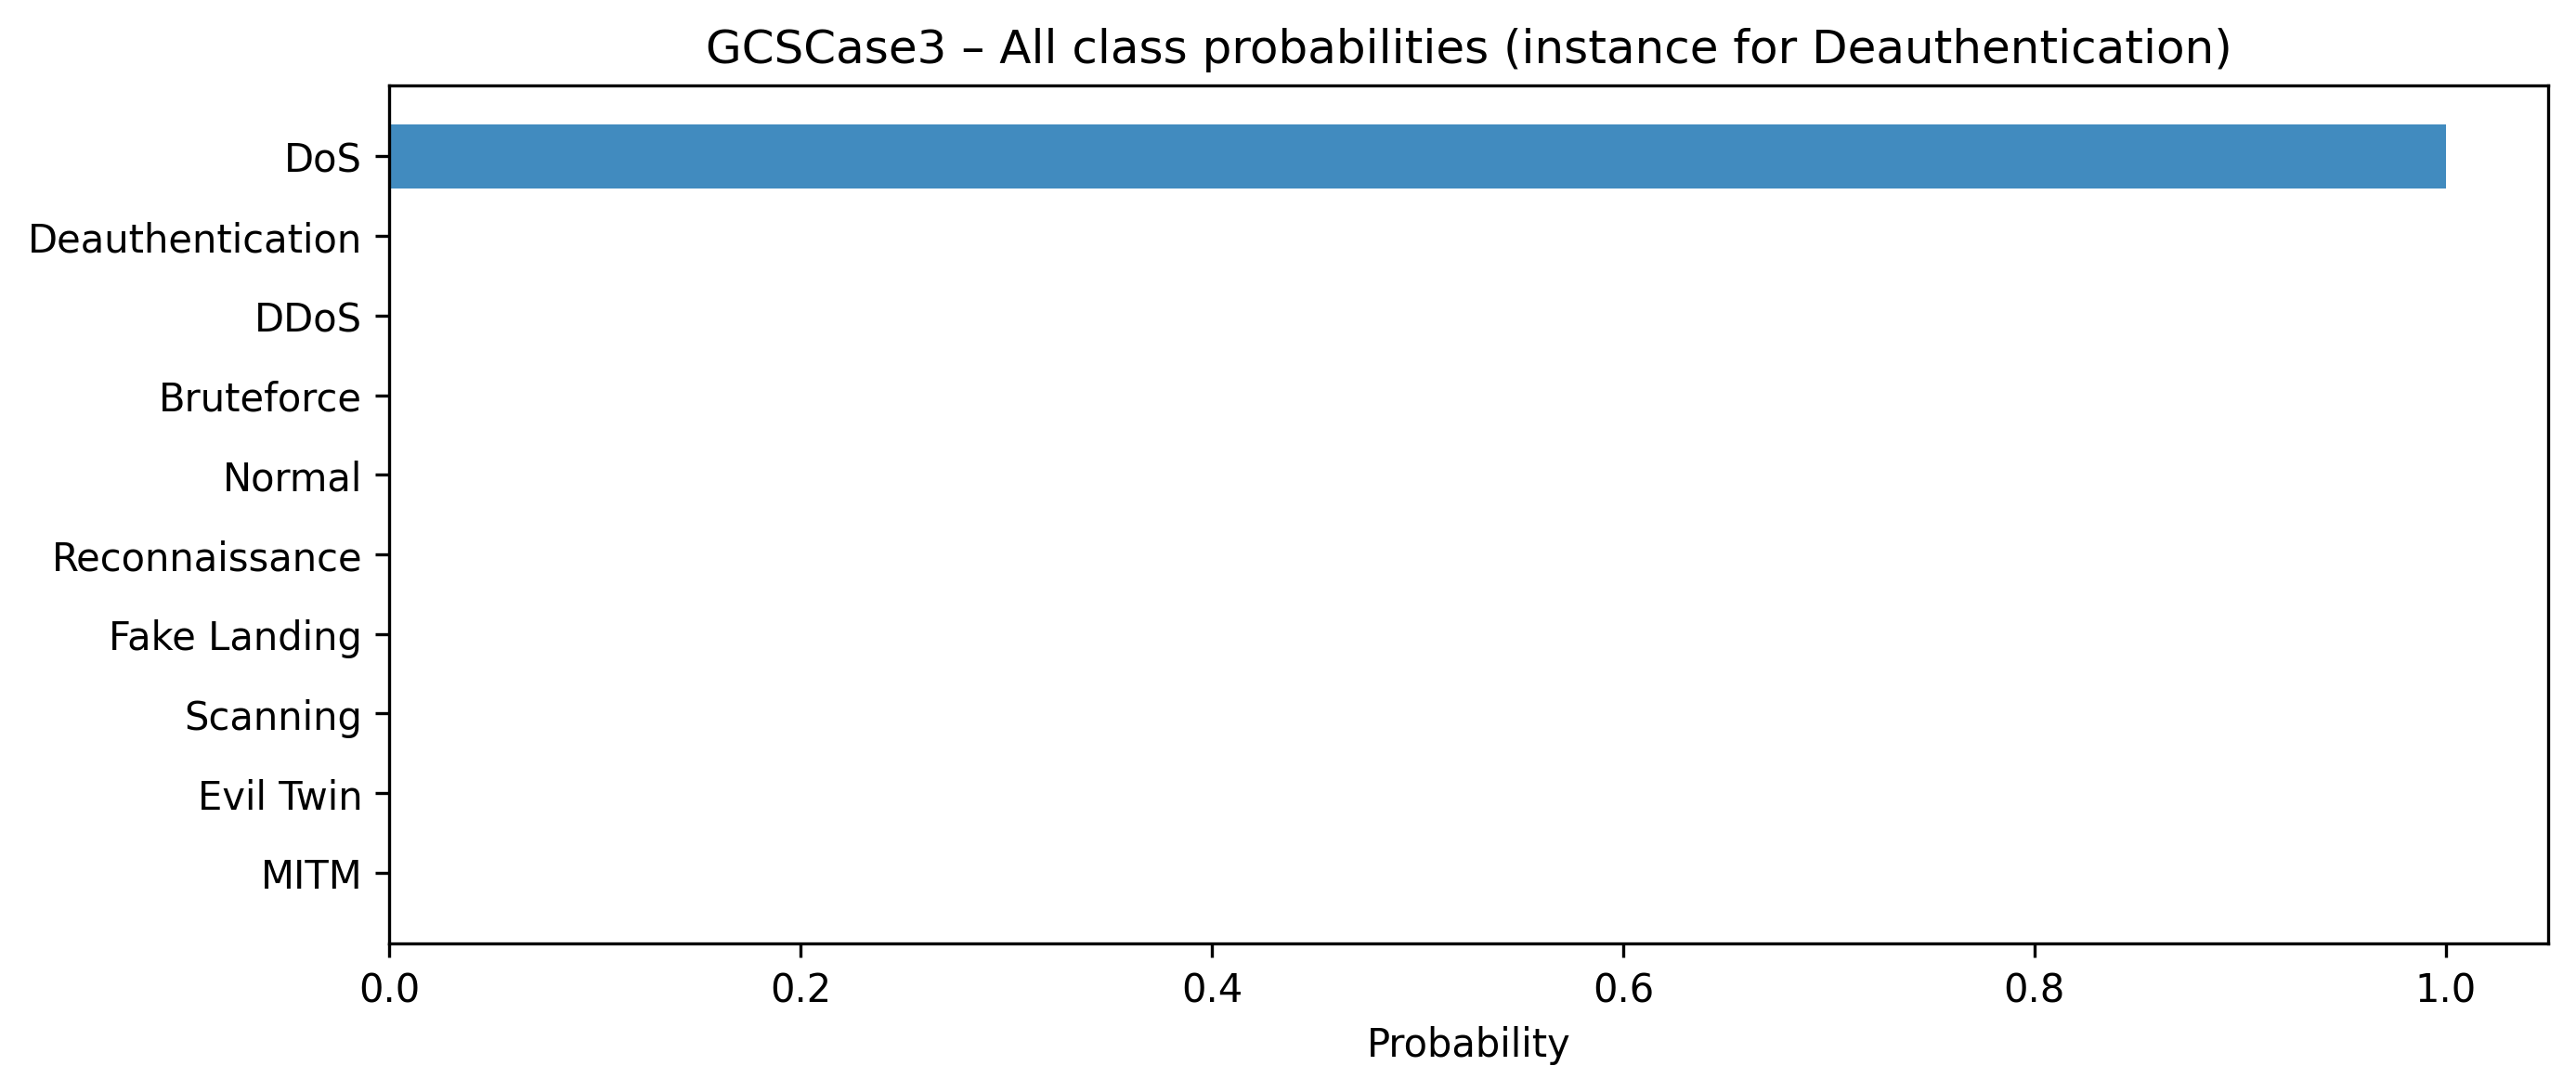 GCSCase3 – All class probabilities (instance for Deauthentication)
DoS
Deauthentication
DDoS
Bruteforce
Normal
Reconnaissance
Fake Landing
Scanning
Evil Twin
MITM
0.0 0.2 0.4 0.6 0.8 1.0
Probability